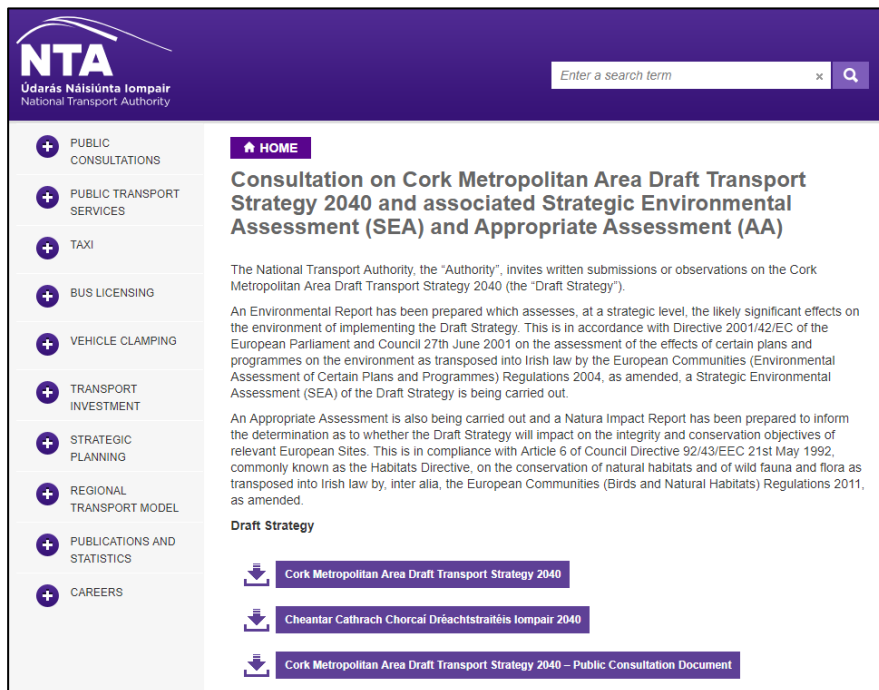 NTA
Údarás Náisiúnta Iompair
National Transport Authority
Enter a search term ×
PUBLIC
CONSULTATIONS
PUBLIC TRANSPORT
SERVICES
TAXI
BUS LICENSING
VEHICLE CLAMPING
TRANSPORT
INVESTMENT
STRATEGIC
PLANNING
REGIONAL
TRANSPORT MODEL
PUBLICATIONS AND
STATISTICS
CAREERS
HOME
Consultation on Cork Metropolitan Area Draft Transport
Strategy 2040 and associated Strategic Environmental
Assessment (SEA) and Appropriate Assessment (AA)
The National Transport Authority, the “Authority”, invites written submissions or observations on the Cork
Metropolitan Area Draft Transport Strategy 2040 (the “Draft Strategy”).
An Environmental Report has been prepared which assesses, at a strategic level, the likely significant effects on
the environment of implementing the Draft Strategy. This is in accordance with Directive 2001/42/EC of the
European Parliament and Council 27th June 2001 on the assessment of the effects of certain plans and
programmes on the environment as transposed into Irish law by the European Communities (Environmental
Assessment of Certain Plans and Programmes) Regulations 2004, as amended, a Strategic Environmental
Assessment (SEA) of the Draft Strategy is being carried out.
An Appropriate Assessment is also being carried out and a Natura Impact Report has been prepared to inform
the determination as to whether the Draft Strategy will impact on the integrity and conservation objectives of
relevant European Sites. This is in compliance with Article 6 of Council Directive 92/43/EEC 21st May 1992,
commonly known as the Habitats Directive, on the conservation of natural habitats and of wild fauna and flora as
transposed into Irish law by, inter alia, the European Communities (Birds and Natural Habitats) Regulations 2011,
as amended.
Draft Strategy
Cork Metropolitan Area Draft Transport Strategy 2040
Cheantar Cathrach Chorcaí Dréachtstraitéis Iompair 2040
Cork Metropolitan Area Draft Transport Strategy 2040 – Public Consultation Document